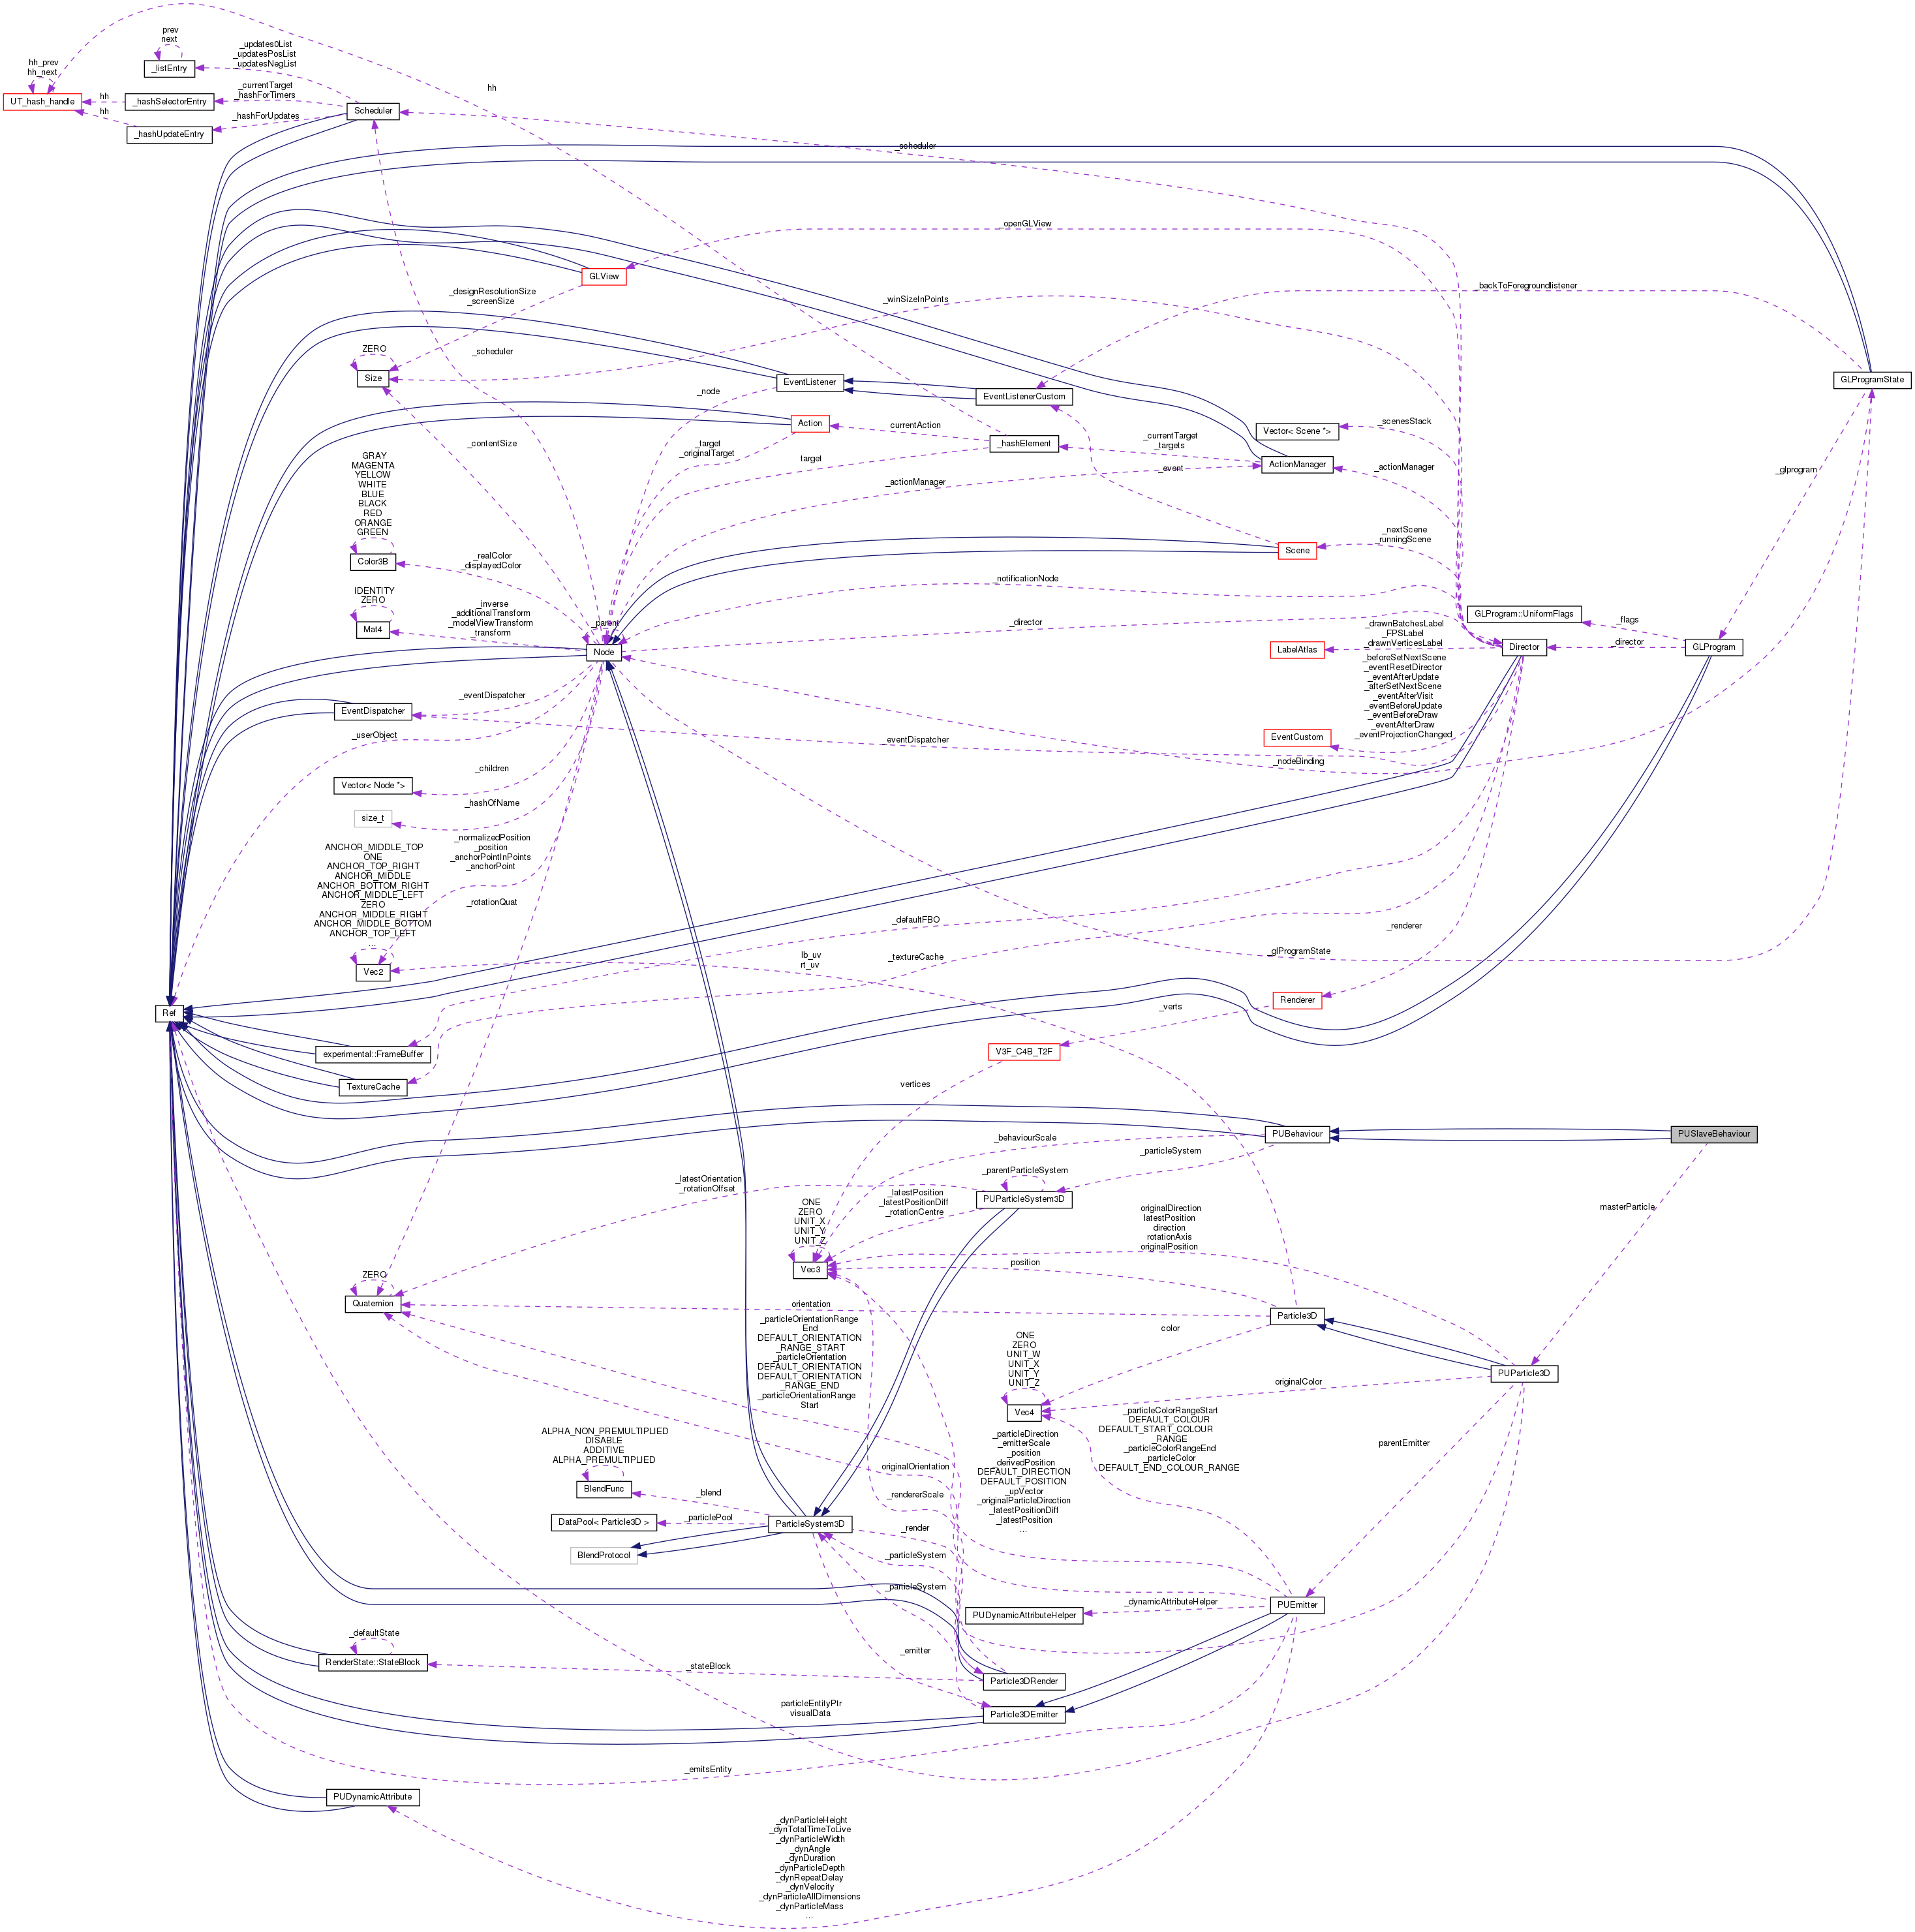 hh
prev
next
_listEntry
_updates0List
_updatesPosList
_updatesNegList
hh_prev
hh_next
UT_hash_handle
hh
hh
_hashSelectorEntry
_currentTarget
_hashForTimers
_hashUpdateEntry
_hashForUpdates
Scheduler
_scheduler
_openGLView
GLView
_designResolutionSize
_screenSize
_winSizeInPoints
_backToForegroundlistener
_scheduler
ZERO
Size
EventListener
_node
EventListenerCustom
GLProgramState
Action
currentAction
_hashElement
_currentTarget
_targets
Vector< Scene *>
_scenesStack
_contentSize
_target
_originalTarget
target
_event
ActionManager
_actionManager
_glprogram
GRAY
MAGENTA
YELLOW
WHITE
BLUE
BLACK
RED
ORANGE
GREEN
Color3B
_actionManager
_realColor
_displayedColor
Scene
_nextScene
_runningScene
_notificationNode
IDENTITY
ZERO
Mat4
_inverse
_additionalTransform
_modelViewTransform
_transform
_parent
Node
_director
GLProgram::UniformFlags
_flags
LabelAtlas
_drawnBatchesLabel
_FPSLabel
_drawnVerticesLabel
Director
_director
GLProgram
_beforeSetNextScene
_eventResetDirector
_eventAfterUpdate
_afterSetNextScene
_eventAfterVisit
_eventBeforeUpdate
_eventBeforeDraw
_eventAfterDraw
_eventProjectionChanged
EventCustom
EventDispatcher
_eventDispatcher
_userObject
_eventDispatcher
_nodeBinding
Vector< Node *>
_children
size_t
_hashOfName
_normalizedPosition
_position
_anchorPointInPoints
_anchorPoint
ANCHOR_MIDDLE_TOP
ONE
ANCHOR_TOP_RIGHT
ANCHOR_MIDDLE
ANCHOR_BOTTOM_RIGHT
ANCHOR_MIDDLE_LEFT
ZERO
ANCHOR_MIDDLE_RIGHT
ANCHOR_MIDDLE_BOTTOM
ANCHOR_TOP_LEFT
...
Vec2
_rotationQuat
_defaultFBO
_renderer
lb_uv
rt_uv
_textureCache
_glProgramState
Ref
Renderer
_verts
experimental::FrameBuffer
V3F_C4B_T2F
TextureCache
vertices
PUBehaviour
PUSlaveBehaviour
_behaviourScale
_particleSystem
_parentParticleSystem
PUParticleSystem3D
_latestOrientation
_rotationOffset
_latestPosition
_latestPositionDiff
_rotationCentre
ONE
ZERO
UNIT_X
UNIT_Y
UNIT_Z
Vec3
originalDirection
latestPosition
direction
rotationAxis
originalPosition
masterParticle
position
ZERO
Quaternion
orientation
Particle3D
_particleOrientationRange
End
DEFAULT_ORIENTATION
_RANGE_START
_particleOrientation
DEFAULT_ORIENTATION
DEFAULT_ORIENTATION
_RANGE_END
_particleOrientationRange
Start
color
ONE
ZERO
UNIT_W
UNIT_X
UNIT_Y
UNIT_Z
Vec4
originalColor
PUParticle3D
_particleColorRangeStart
DEFAULT_COLOUR
DEFAULT_START_COLOUR
_RANGE
_particleColorRangeEnd
_particleColor
DEFAULT_END_COLOUR_RANGE
parentEmitter
ALPHA_NON_PREMULTIPLIED
DISABLE
ADDITIVE
ALPHA_PREMULTIPLIED
BlendFunc
_blend
originalOrientation
_rendererScale
_particleDirection
_emitterScale
_position
_derivedPosition
DEFAULT_DIRECTION
DEFAULT_POSITION
_upVector
_originalParticleDirection
_latestPositionDiff
_latestPosition
...
DataPool< Particle3D >
_particlePool
ParticleSystem3D
_render
BlendProtocol
_particleSystem
_particleSystem
PUDynamicAttributeHelper
_dynamicAttributeHelper
PUEmitter
_defaultState
RenderState::StateBlock
_emitter
_stateBlock
Particle3DRender
particleEntityPtr
visualData
Particle3DEmitter
_emitsEntity
PUDynamicAttribute
_dynParticleHeight
_dynTotalTimeToLive
_dynParticleWidth
_dynAngle
_dynDuration
_dynParticleDepth
_dynRepeatDelay
_dynVelocity
_dynParticleAllDimensions
_dynParticleMass
...